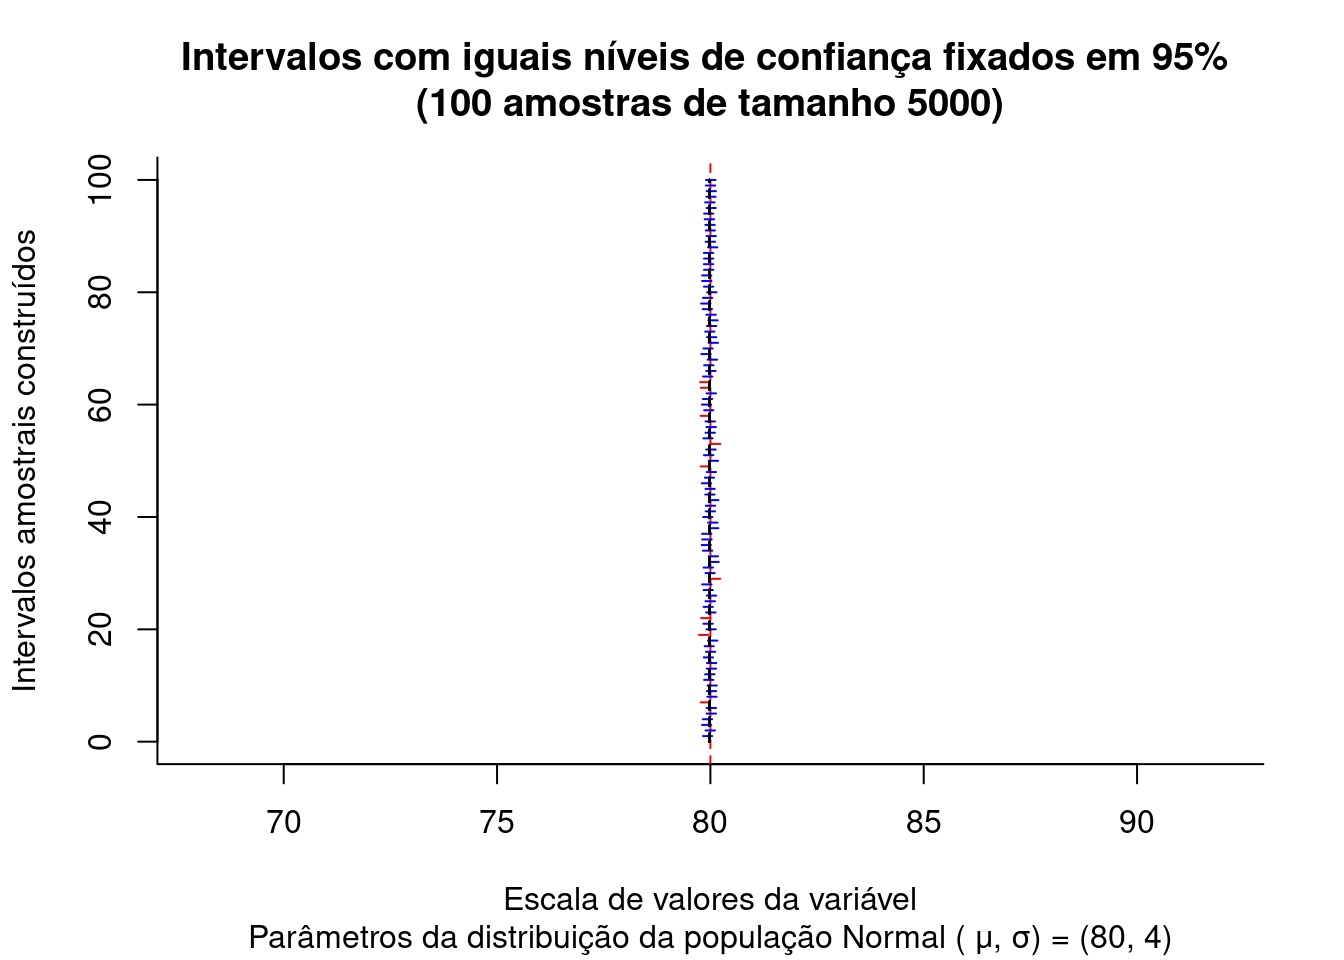 Intervalos com iguais níveis de confiança fixados em 95%
(100 amostras de tamanho 5000)
Intervalos amostrais construídos
100
80
60
40
20
0
70 75 80 85 90
Escala de valores da variável
Parâmetros da distribuição da população Normal ( μ, σ) = (80, 4)